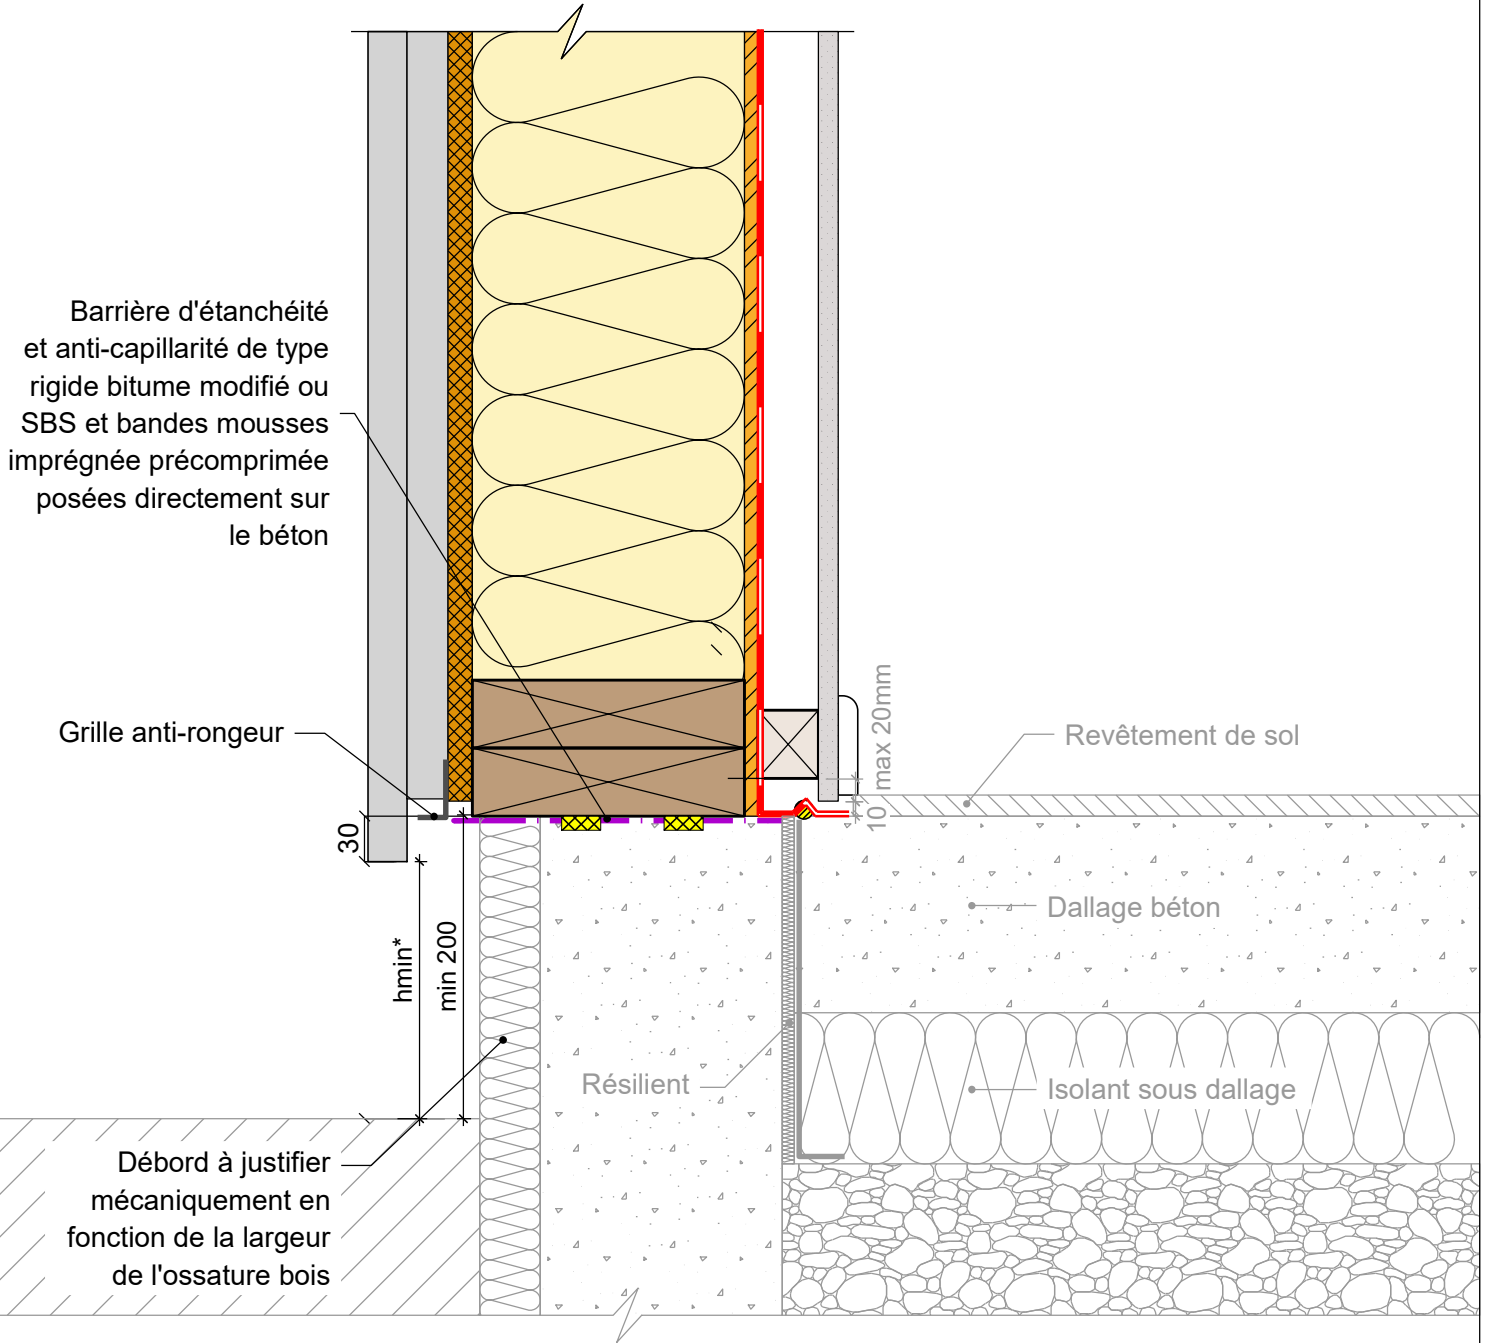 Barrière d'étanchéité
et anti-capillarité de type
rigide bitume modifié ou
SBS et bandes mousses
imprégnée précomprimée
posées directement sur
le béton
Grille anti-rongeur
30
hmin*
min 200
max 20mm
10
Revêtement de sol
Dallage béton
Résilient
Isolant sous dallage
Débord à justifier
mécaniquement en
fonction de la largeur
de l'ossature bois